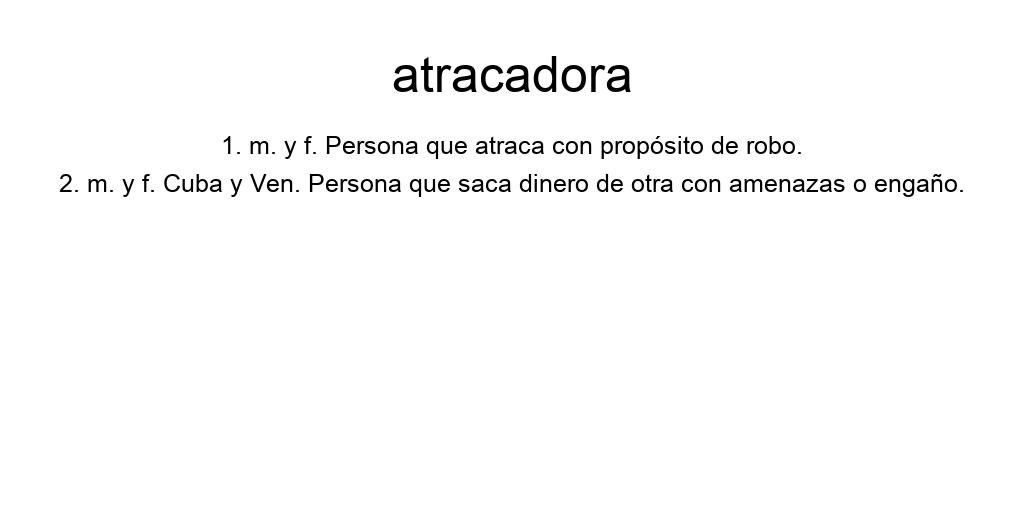 atracadora
1. m. y f. Persona que atraca con propósito de robo.
2. m. y f. Cuba y Ven. Persona que saca dinero de otra con amenazas o engaño.